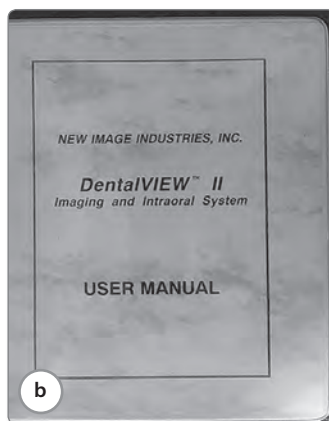 NEW IMAGE INDUSTRIES, INC.
DentalVIEW™ II
Imaging and Intraoral System
USER MANUAL
b